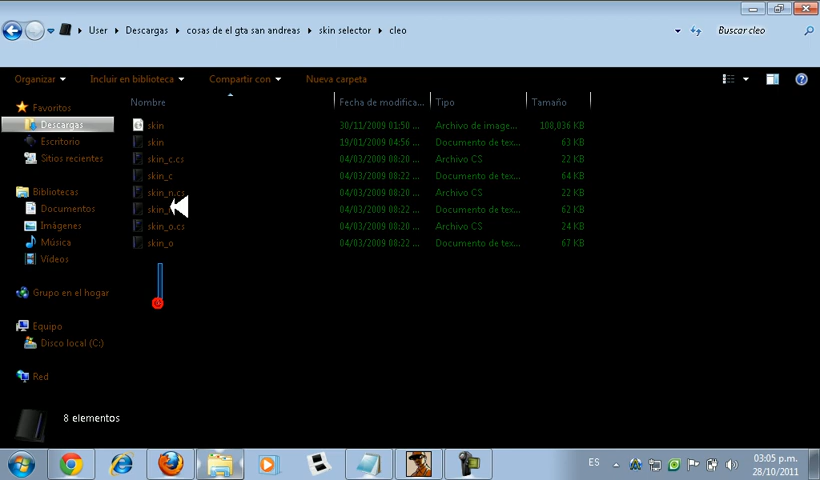 User ▸ Descargas ▸ cosas de el gta san andreas ▸ skin selector ▸ cleo
Buscar cleo
Organizar Incluir en biblioteca Compartir con Nueva carpeta
Nombre Fecha de modifica... Tipo Tamaño
Favoritos
Descargas
Escritorio
Sitios recientes
Bibliotecas
Documentos
Imágenes
Música
Vídeos
Grupo en el hogar
Equipo
Disco local (C:)
Red
skin 30/11/2009 01:50 ... Archivo de image... 100,036 KB
skin 19/01/2009 04:56 ... Documento de tex... 63 KB
skin_c.cs 04/03/2009 08:20 ... Archivo CS 22 KB
skin_c 04/03/2009 08:22 ... Documento de tex... 64 KB
skin_n.cs 04/03/2009 08:20 ... Archivo CS 22 KB
04/03/2009 08:22 ... Documento de tex... 62 KB
skin_o.cs 04/03/2009 08:20 ... Archivo CS 24 KB
skin_o 04/03/2009 08:22 ... Documento de tex... 67 KB
8 elementos
ES
03:05 p.m.
28/10/2011